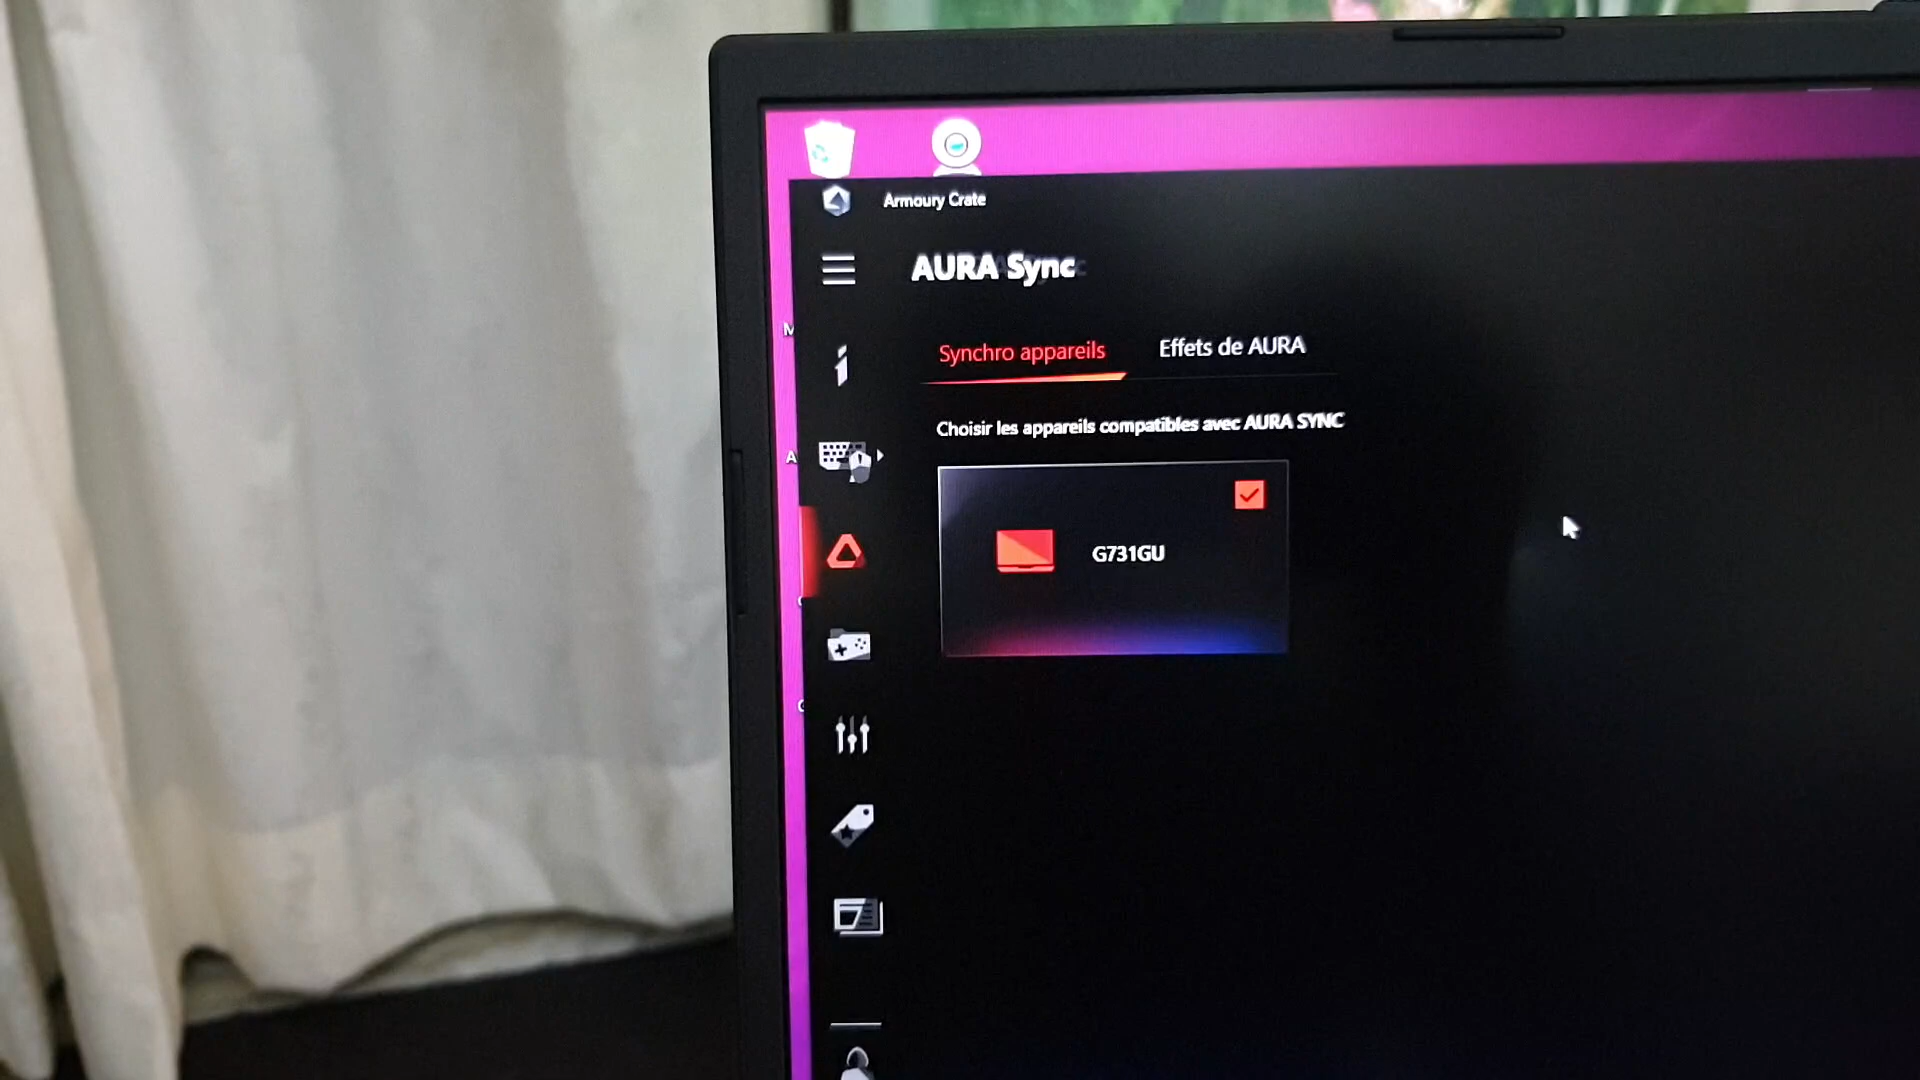 Armoury Crate
AURA Sync
Synchro appareils
Effets de AURA
Choisir les appareils compatibles avec AURA SYNC
G731GU